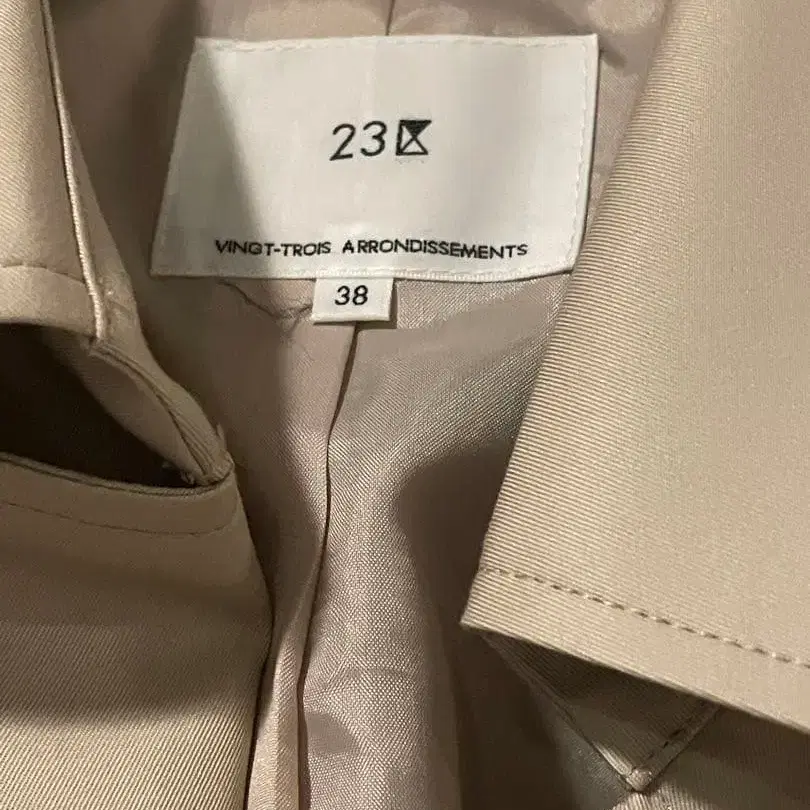 23区
VINGT-TROIS ARRONDISSEMENTS
38